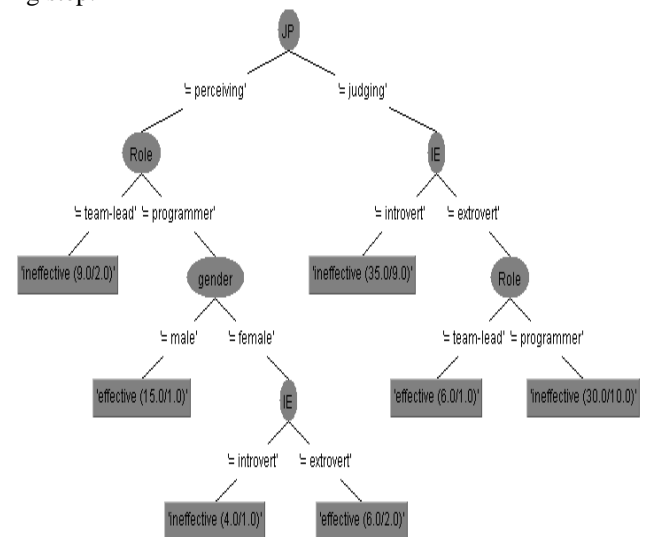 JP
'= perceiving' '= judging'
Role IE
'= team-lead' '= programmer' '= introvert' '= extrovert'
'ineffective (9.0/2.0)' gender 'ineffective (35.0/9.0)' Role
'= male' '= female' '= team-lead' '= programmer'
'effective (15.0/1.0)' IE 'effective (6.0/1.0)' 'ineffective (30.0/10.0)'
'= introvert' '= extrovert'
'ineffective (4.0/1.0)' 'effective (6.0/2.0)'